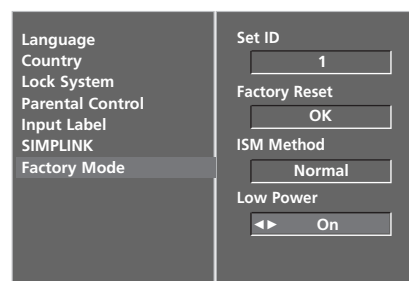 Language
Country
Lock System
Parental Control
Input Label
SIMPLINK
Factory Mode
Set ID
1
Factory Reset
OK
ISM Method
Normal
Low Power
◄► On